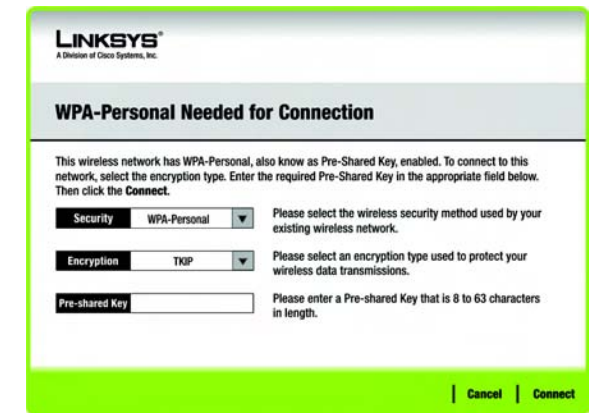 LINKSYS®
A Division of Cisco Systems, Inc.
WPA-Personal Needed for Connection
This wireless network has WPA-Personal, also know as Pre-Shared Key, enabled. To connect to this
network, select the encryption type. Enter the required Pre-Shared Key in the appropriate field below.
Then click the Connect.
Security WPA-Personal Please select the wireless security method used by your
existing wireless network.
Encryption TKIP Please select an encryption type used to protect your
wireless data transmissions.
Pre-shared Key Please enter a Pre-shared Key that is 8 to 63 characters
in length.
Cancel Connect